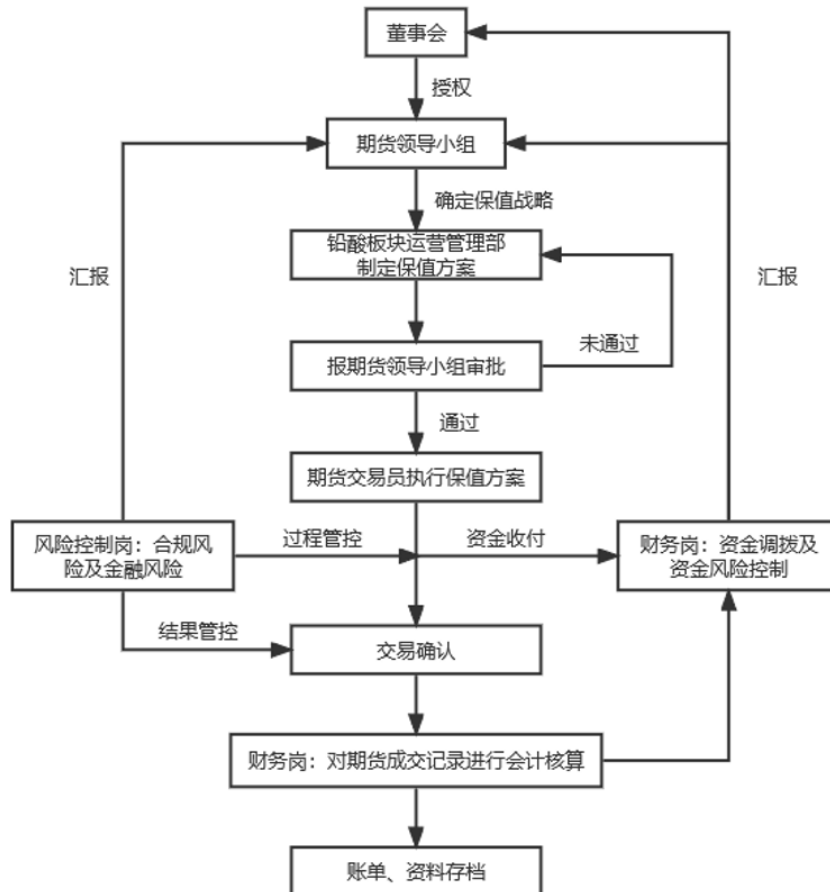 董事会
授权
期货领导小组
确定保值战略
铅酸板块运营管理部
制定保值方案
汇报
汇报
未通过
报期货领导小组审批
通过
期货交易员执行保值方案
风险控制岗：合规风
险及金融风险
过程管控
资金收付
财务岗：资金调拨及
资金风险控制
结果管控
交易确认
财务岗：对期货成交记录进行会计核算
账单、资料存档